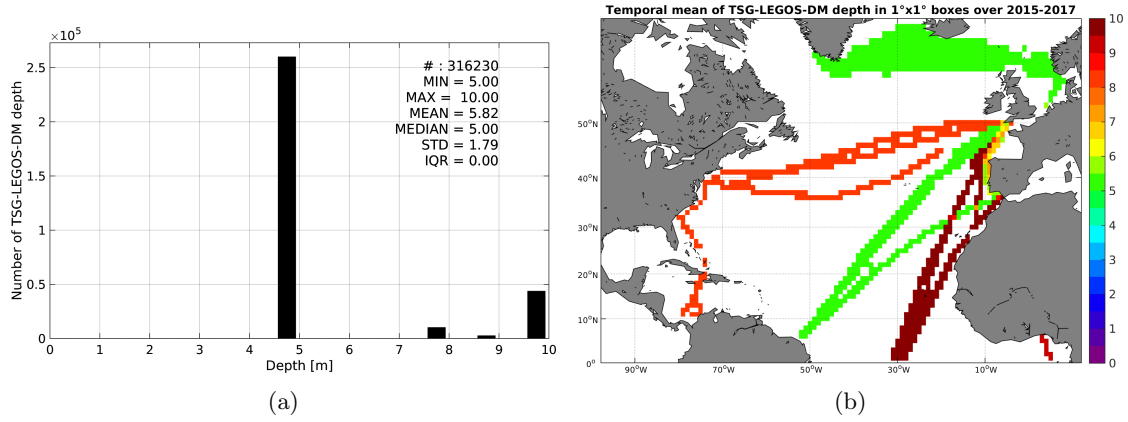 ×10⁵
2.5
2
1.5
1
0.5
0
Number of TSG-LEGOS-DM depth
# : 316230
MIN = 5.00
MAX = 10.00
MEAN = 5.82
MEDIAN = 5.00
STD = 1.79
IQR = 0.00
0 1 2 3 4 5 6 7 8 9 10
Depth [m]
(a)
Temporal mean of TSG-LEGOS-DM depth in 1°x1° boxes over 2015-2017
50°N
40°N
30°N
20°N
10°N
0°
90°W 70°W 50°W 30°W 10°W
10
9
8
7
6
5
4
3
2
1
0
(b)